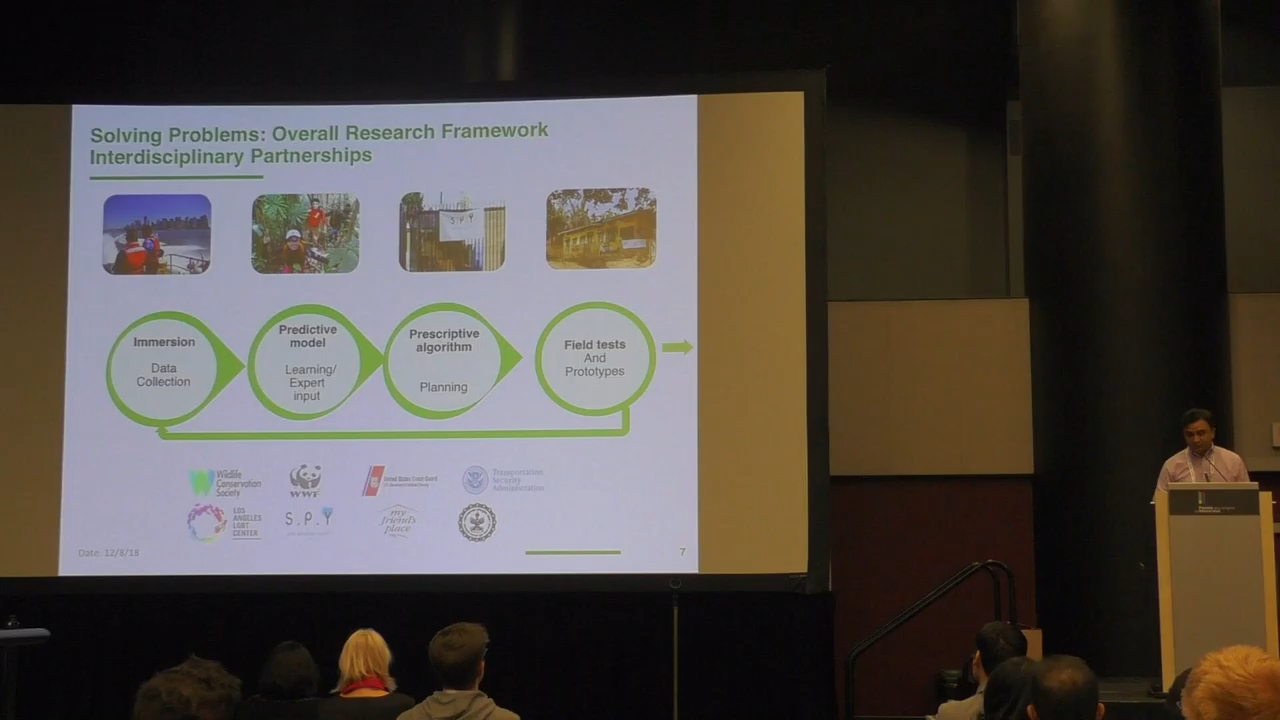 Solving Problems: Overall Research Framework
Interdisciplinary Partnerships
S.P.Y
Immersion
Data
Collection
Predictive
model
Learning/
Expert
input
Prescriptive
algorithm
Planning
Field tests
And
Prototypes
Wildlife
Conservation
Society
WWF
United States Coast Guard
Transportation
Security
Administration
LOS
ANGELES
LGBT
CENTER
S.P.Y
my
friend's
place
Date: 12/8/18
7